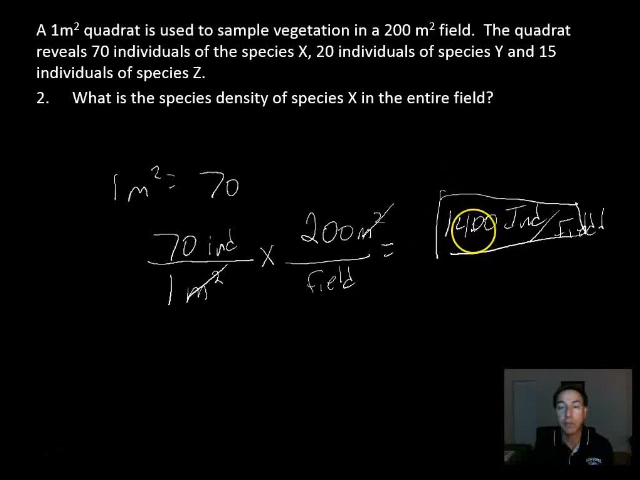 A 1m² quadrat is used to sample vegetation in a 200 m² field. The quadrat
reveals 70 individuals of the species X, 20 individuals of species Y and 15
individuals of species Z.
2. What is the species density of species X in the entire field?
1m² = 70
70 ind / 1 m² x 200m² / field = 1400 Ind/Field